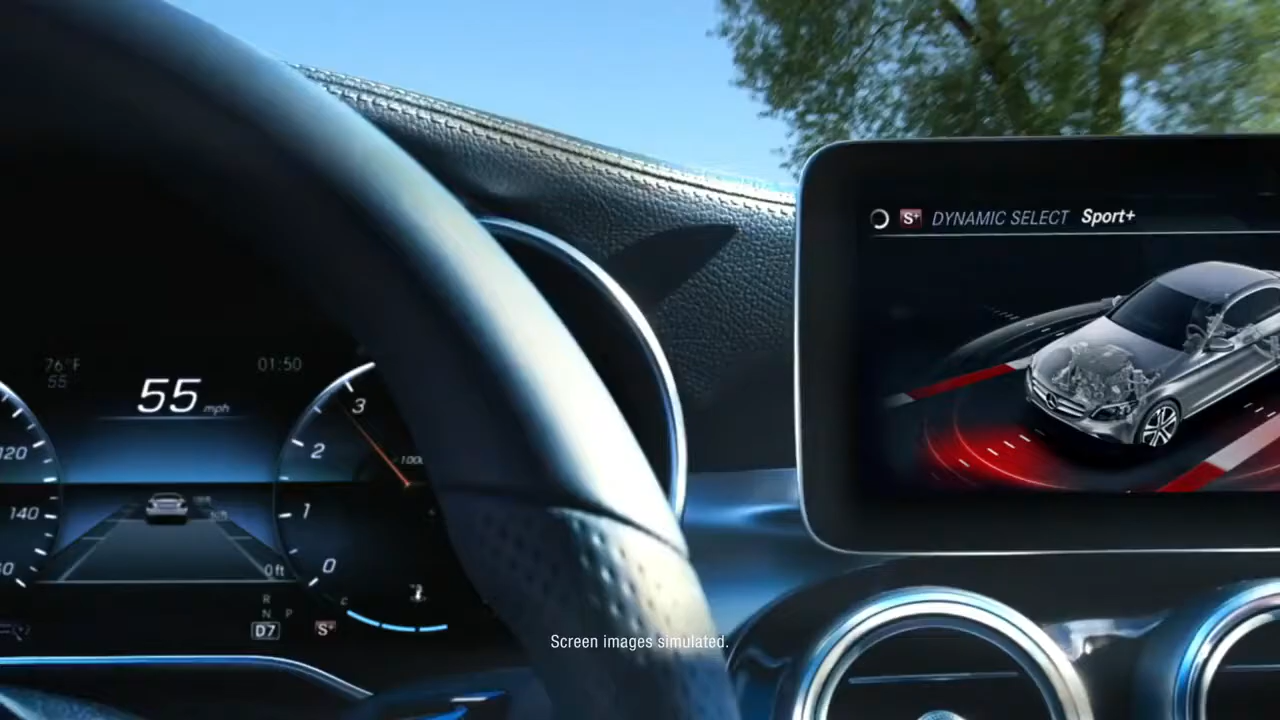 S+ DYNAMIC SELECT Sport+
76°F
55
01:50
55 mph
3
120
2
1
140
0
0 ft
R
N P
D7
S+
C
Screen images simulated.